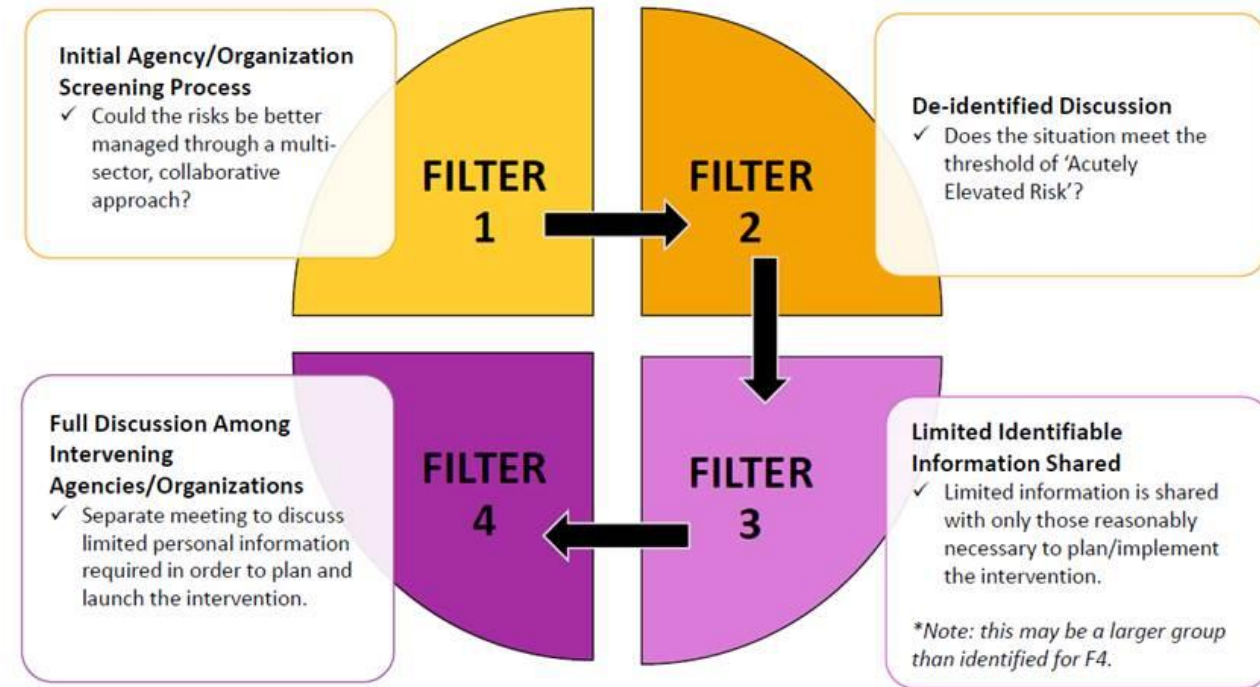 Initial Agency/Organization
Screening Process
✓ Could the risks be better
managed through a multi-
sector, collaborative
approach?
FILTER
1
FILTER
2
De-identified Discussion
✓ Does the situation meet the
threshold of ‘Acutely
Elevated Risk’?
Limited Identifiable
Information Shared
✓ Limited information is shared
with only those reasonably
necessary to plan/implement
the intervention.
*Note: this may be a larger group
than identified for F4.
FILTER
3
FILTER
4
Full Discussion Among
Intervening
Agencies/Organizations
✓ Separate meeting to discuss
limited personal information
required in order to plan and
launch the intervention.